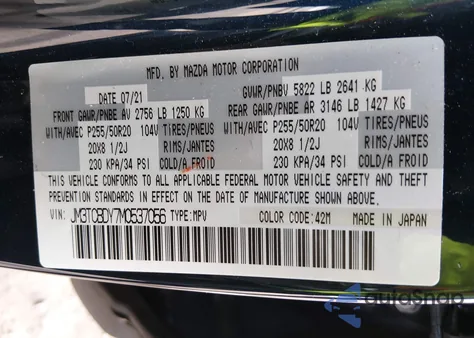 MFD. BY MAZDA MOTOR CORPORATION
DATE 07/21 GVWR/PNBV 5822 LB 2641 KG
FRONT GAWR/PNBE AV 2756 LB 1250 KG REAR GAWR/PNBE AR 3146 LB 1427 KG
WITH/AVEC P255/50R20 104V TIRES/PNEUS WITH/AVEC P255/50R20 104V TIRES/PNEUS
20X8 1/2J RIMS/JANTES 20X8 1/2J RIMS/JANTES
230 KPA/34 PSI COLD/A FROID 230 KPA/34 PSI COLD/A FROID
THIS VEHICLE CONFORMS TO ALL APPLICABLE FEDERAL MOTOR VEHICLE SAFETY AND THEFT
PREVENTION STANDARDS IN EFFECT ON THE DATE OF MANUFACTURE SHOWN ABOVE.
VIN: JM3TCBDY7M0537056 TYPE:MPV COLOR CODE:42M MADE IN JAPAN
autosnap